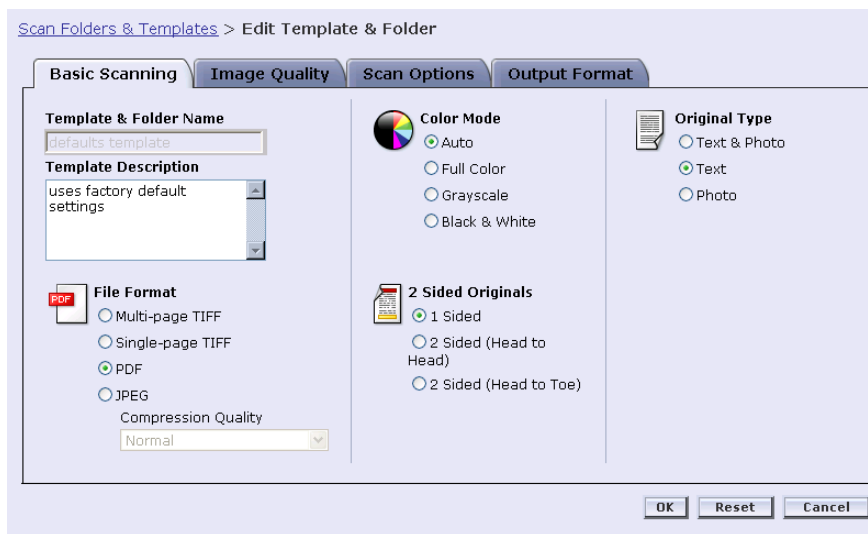 Scan Folders & Templates > Edit Template & Folder
Basic Scanning
Image Quality
Scan Options
Output Format
Template & Folder Name
defaults template
Template Description
uses factory default
settings
PDF
File Format
Multi-page TIFF
Single-page TIFF
PDF
JPEG
Compression Quality
Normal
Color Mode
Auto
Full Color
Grayscale
Black & White
2 Sided Originals
1 Sided
2 Sided (Head to
Head)
2 Sided (Head to Toe)
Original Type
Text & Photo
Text
Photo
OK
Reset
Cancel